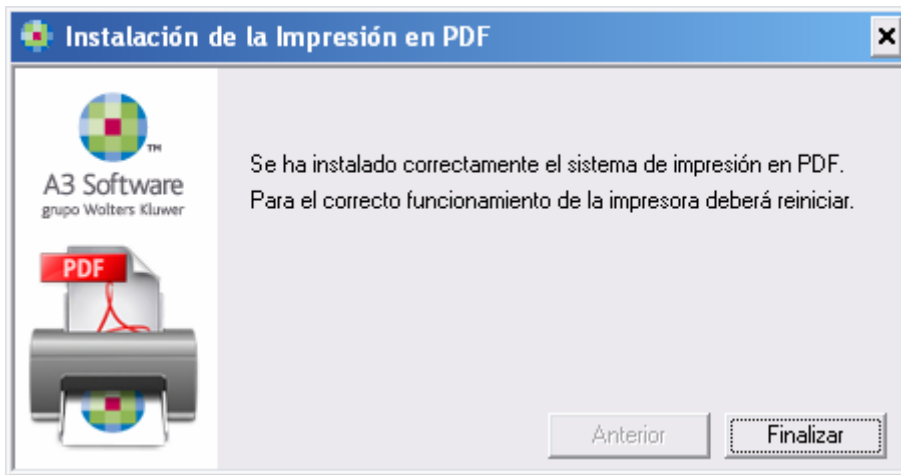 Instalación de la Impresión en PDF
TM
A3 Software
grupo Wolters Kluwer
PDF
Se ha instalado correctamente el sistema de impresión en PDF.
Para el correcto funcionamiento de la impresora deberá reiniciar.
Anterior
Finalizar